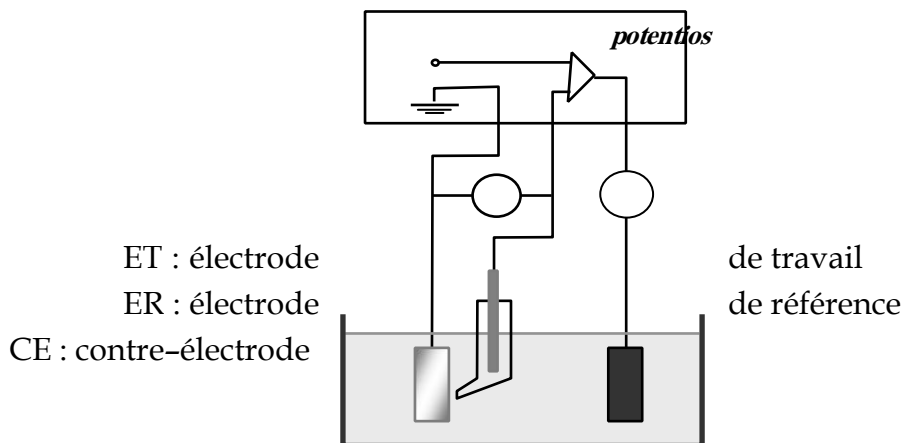 potentios
ET : électrode de travail
ER : électrode de référence
CE : contre–électrode